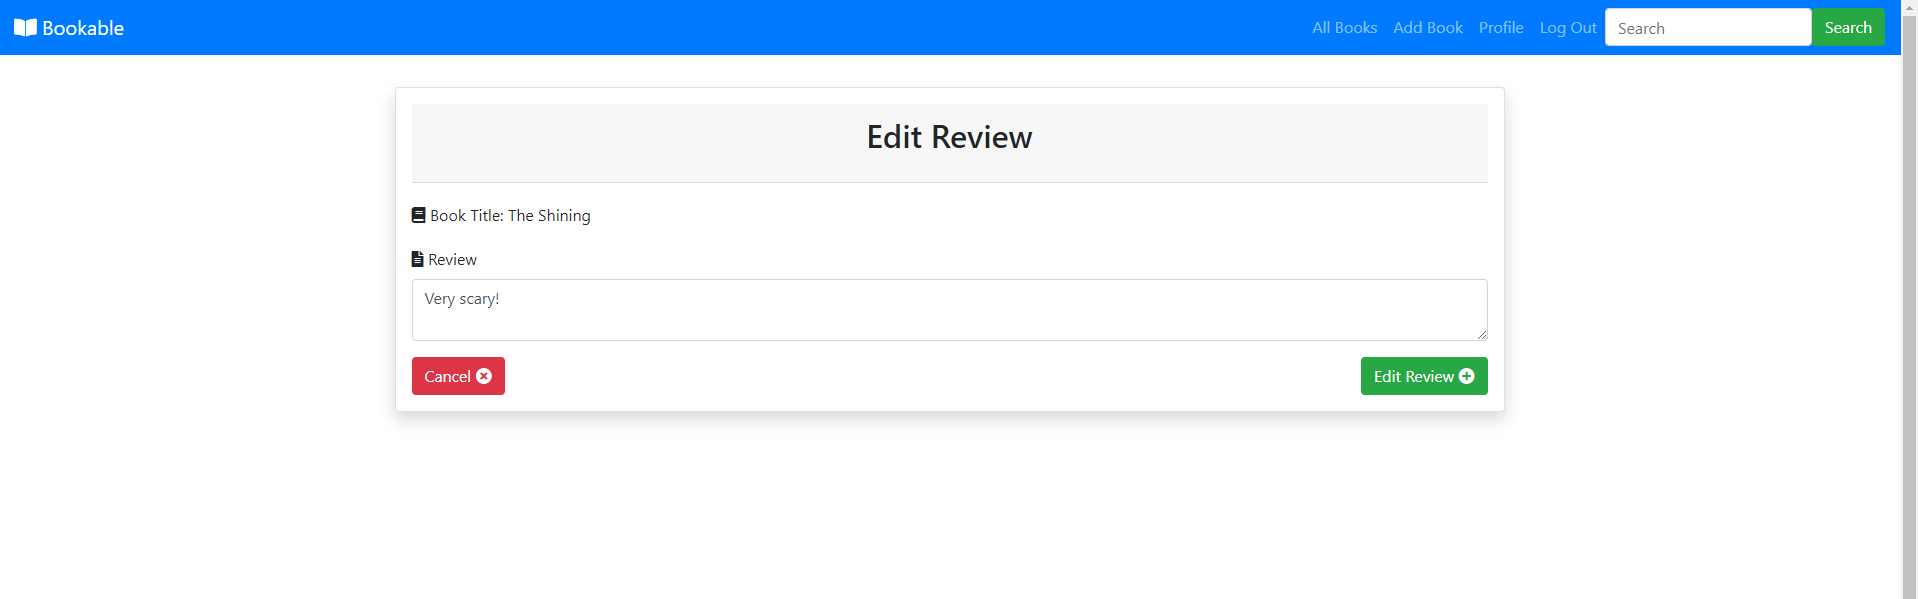 Bookable
All Books Add Book Profile Log Out Search Search
Edit Review
Book Title: The Shining
Review
Very scary!
Cancel
Edit Review